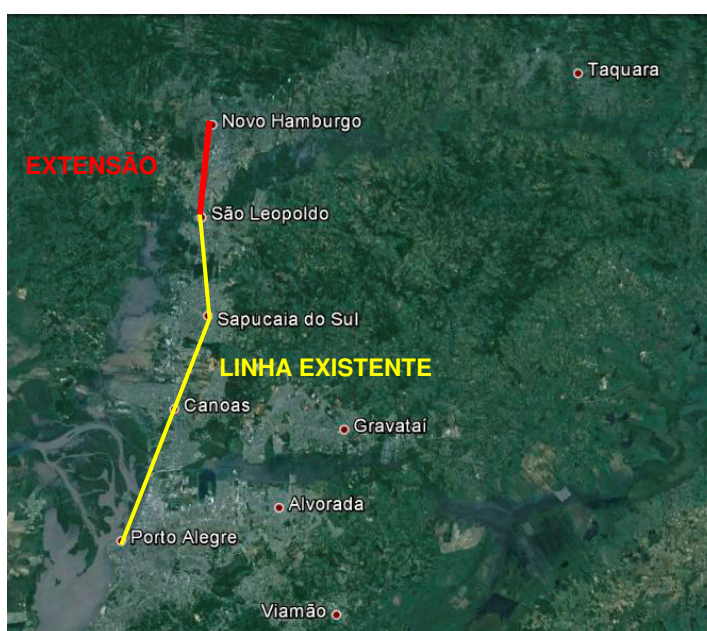 Taquara
Novo Hamburgo
EXTENSÃO
São Leopoldo
Sapucaia do Sul
LINHA EXISTENTE
Canoas
Gravataí
Alvorada
Porto Alegre
Viamão